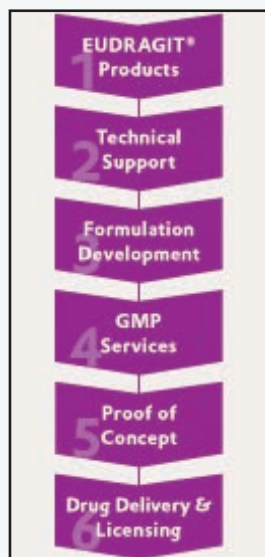 EUDRAGIT®
1
Products
Technical
2
Support
Formulation
3
Development
GMP
4
Services
Proof of
5
Concept
Drug Delivery &
6
Licensing